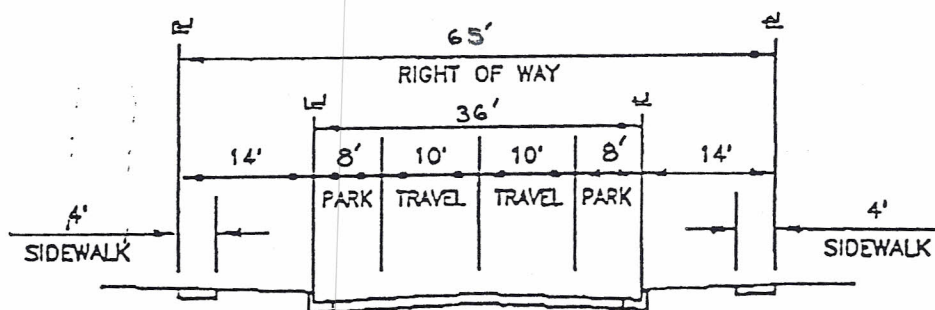 65'
RIGHT OF WAY
36'
14' 8' 10' 10' 8' 14'
PARK TRAVEL TRAVEL PARK
4' 4'
SIDEWALK SIDEWALK